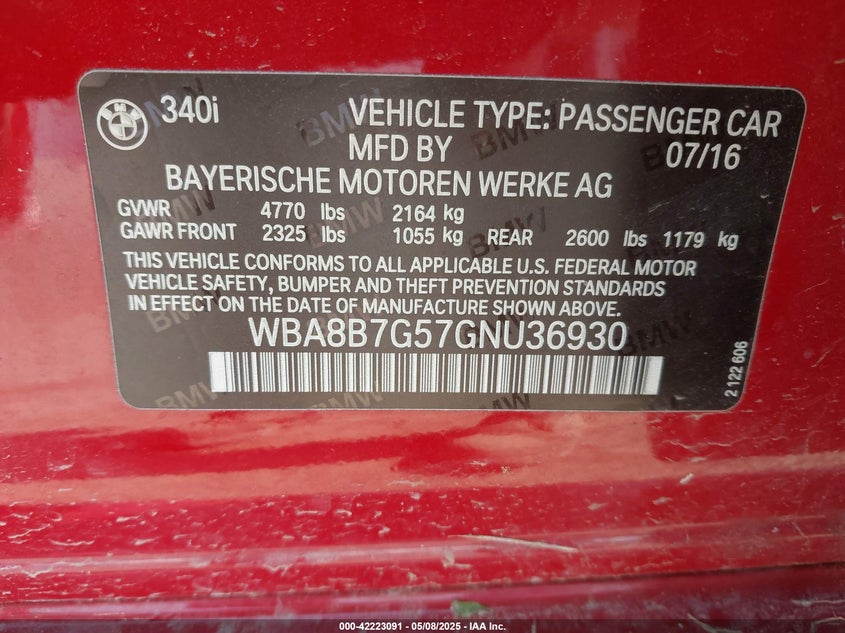 340i VEHICLE TYPE: PASSENGER CAR
MFD BY 07/16
BAYERISCHE MOTOREN WERKE AG
GVWR 4770 lbs 2164 kg
GAWR FRONT 2325 lbs 1055 kg REAR 2600 lbs 1179 kg
THIS VEHICLE CONFORMS TO ALL APPLICABLE U.S. FEDERAL MOTOR
VEHICLE SAFETY, BUMPER AND THEFT PREVENTION STANDARDS
IN EFFECT ON THE DATE OF MANUFACTURE SHOWN ABOVE.
WBA8B7G57GNU36930
2 122 606
000-42223091 - 05/08/2025 - IAA Inc.